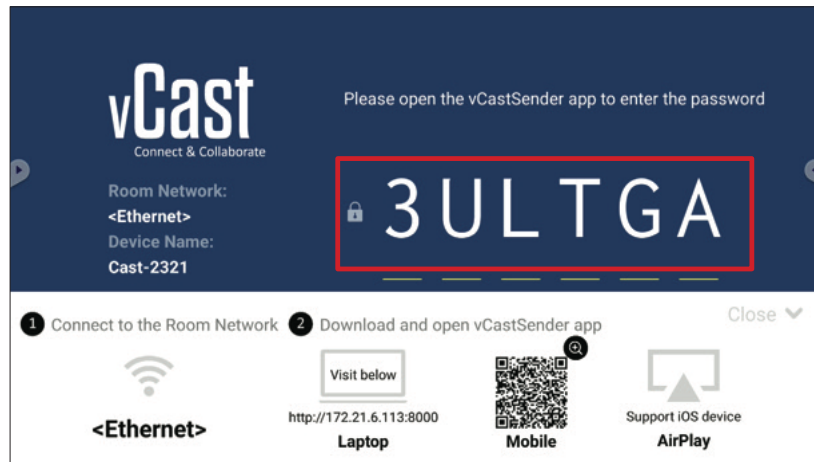 vCast
Connect & Collaborate
Please open the vCastSender app to enter the password
Room Network:
<Ethernet>
Device Name:
Cast-2321
3ULTGA
1 Connect to the Room Network
2 Download and open vCastSender app
Close
<Ethernet>
Visit below
http://172.21.6.113:8000
Laptop
Mobile
Support iOS device
AirPlay